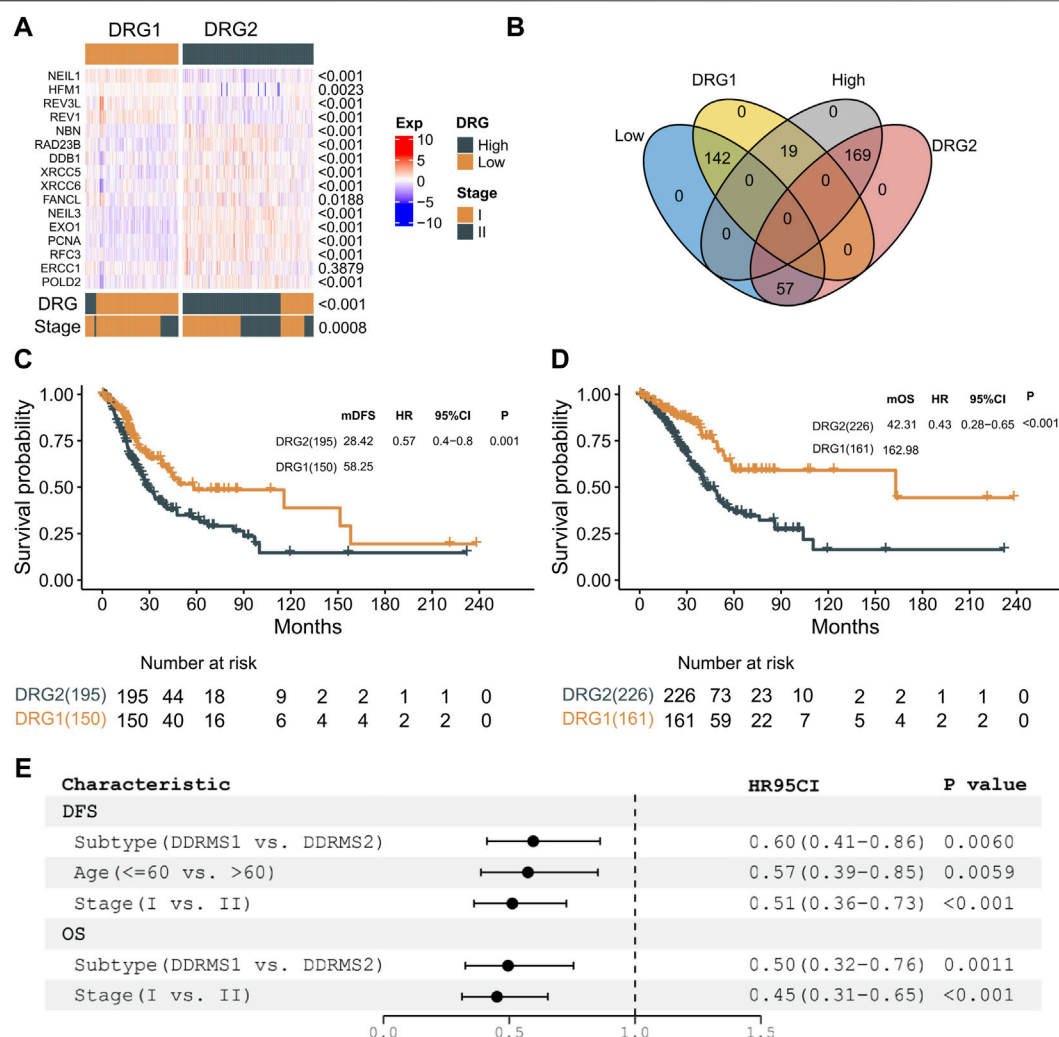 A
DRG1 DRG2
NEIL1 <0.001
HFM1 0.0023
REV3L <0.001
REV1 <0.001
NBN <0.001
RAD23B <0.001
DDB1 <0.001
XRCC5 <0.001
XRCC6 <0.001
FANCL 0.0188
NEIL3 <0.001
EXO1 <0.001
PCNA <0.001
RFC3 <0.001
ERCC1 0.3879
POLD2 <0.001
DRG <0.001
Stage 0.0008
Exp
10
5
0
−5
−10
DRG
High
Low
Stage
I
II
B
DRG1 High
Low DRG2
0 0
142 19 169
0 0 0 0
0 0 0
57
C
Survival probability
1.00
0.75
0.50
0.25
0.00
mDFS HR 95%CI P
DRG2(195) 28.42 0.57 0.4−0.8 0.001
DRG1(150) 58.25
0 30 60 90 120 150 180 210 240
Months
Number at risk
DRG2(195) 195 44 18 9 2 2 1 1 0
DRG1(150) 150 40 16 6 4 4 2 2 0
D
Survival probability
1.00
0.75
0.50
0.25
0.00
mOS HR 95%CI P
DRG2(226) 42.31 0.43 0.28−0.65 <0.001
DRG1(161) 162.98
0 30 60 90 120 150 180 210 240
Months
Number at risk
DRG2(226) 226 73 23 10 2 2 1 1 0
DRG1(161) 161 59 22 7 5 4 2 2 0
E
Characteristic HR95CI P value
DFS
Subtype(DDRMS1 vs. DDRMS2) 0.60(0.41−0.86) 0.0060
Age(<=60 vs. >60) 0.57(0.39−0.85) 0.0059
Stage(I vs. II) 0.51(0.36−0.73) <0.001
OS
Subtype(DDRMS1 vs. DDRMS2) 0.50(0.32−0.76) 0.0011
Stage(I vs. II) 0.45(0.31−0.65) <0.001
0.0 0.5 1.0 1.5